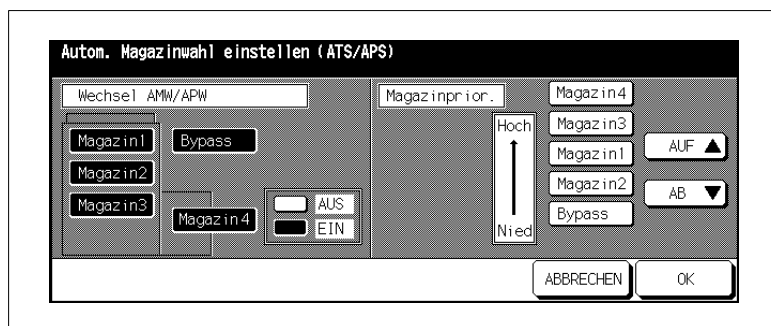 Autom. Magazinwahl einstellen (ATS/APS)
Wechsel AMW/APW
Magazin1
Bypass
Magazin2
Magazin3
Magazin4
AUS
EIN
Magazinprior.
Hoch
Nied
Magazin4
Magazin3
Magazin1
Magazin2
Bypass
AUF
AB
ABBRECHEN
OK